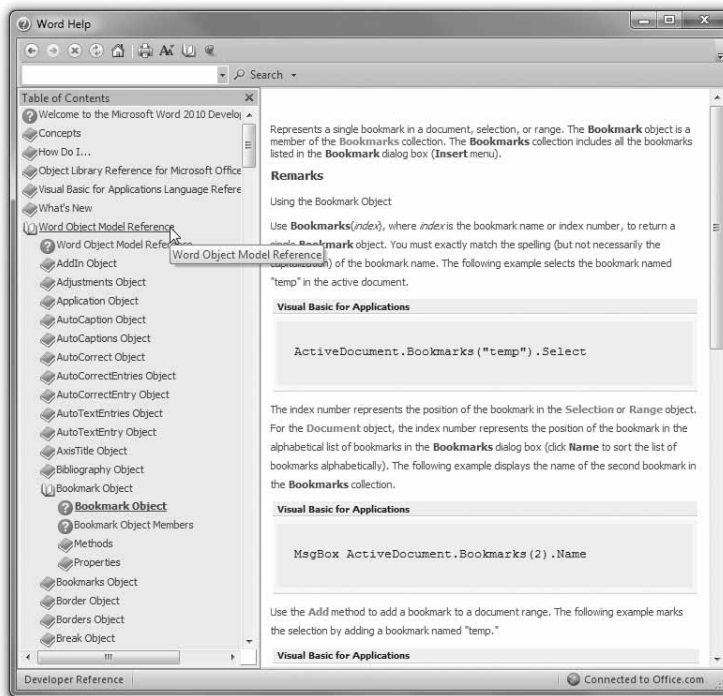 Word Help
Search
Table of Contents
Welcome to the Microsoft Word 2010 Develo
Concepts
How Do I...
Object Library Reference for Microsoft Office
Visual Basic for Applications Language Refere
What's New
Word Object Model Reference
Word Object Model Reference
Word Object Model Reference
AddIn Object
Adjustments Object
Application Object
AutoCaption Object
AutoCaptions Object
AutoCorrect Object
AutoCorrectEntries Object
AutoCorrectEntry Object
AutoTextEntries Object
AutoTextEntry Object
AxisTitle Object
Bibliography Object
Bookmark Object
Bookmark Object
Bookmark Object Members
Methods
Properties
Bookmarks Object
Border Object
Borders Object
Break Object
Represents a single bookmark in a document, selection, or range. The Bookmark object is a
member of the Bookmarks collection. The Bookmarks collection includes all the bookmarks
listed in the Bookmark dialog box (Insert menu).
Remarks
Using the Bookmark Object
Use Bookmarks(index), where index is the bookmark name or index number, to return a
single Bookmark object. You must exactly match the spelling (but not necessarily the
capitalization) of the bookmark name. The following example selects the bookmark named
"temp" in the active document.
Visual Basic for Applications
ActiveDocument.Bookmarks("temp").Select
The index number represents the position of the bookmark in the Selection or Range object.
For the Document object, the index number represents the position of the bookmark in the
alphabetical list of bookmarks in the Bookmarks dialog box (click Name to sort the list of
bookmarks alphabetically). The following example displays the name of the second bookmark in
the Bookmarks collection.
Visual Basic for Applications
MsgBox ActiveDocument.Bookmarks(2).Name
Use the Add method to add a bookmark to a document range. The following example marks
the selection by adding a bookmark named "temp."
Visual Basic for Applications
Developer Reference
Connected to Office.com